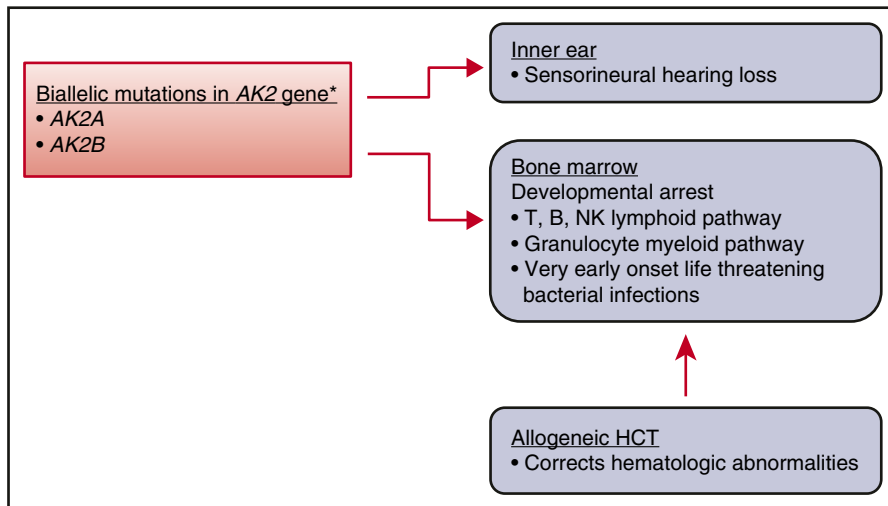 Biallelic mutations in AK2 gene*
• AK2A
• AK2B
Inner ear
• Sensorineural hearing loss
Bone marrow
Developmental arrest
• T, B, NK lymphoid pathway
• Granulocyte myeloid pathway
• Very early onset life threatening
bacterial infections
Allogeneic HCT
• Corrects hematologic abnormalities